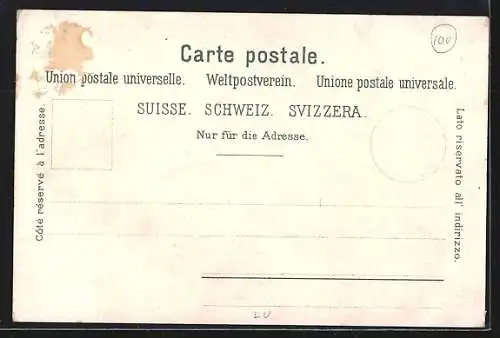 100
Carte postale.
Union postale universelle. Weltpostverein. Unione postale universale.
SUISSE. SCHWEIZ. SVIZZERA.
Nur für die Adresse.
Côté réservé à l'adresse.
Lato riservato all' indirizzo.
LU